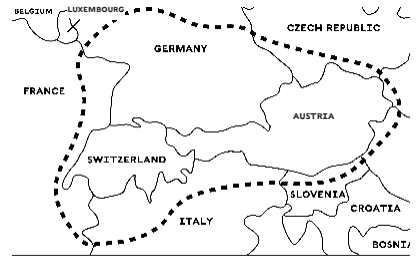 BELGIUM
LUXEMBOURG
CZECH REPUBLIC
GERMANY
FRANCE
AUSTRIA
SWITZERLAND
SLOVENIA
CROATIA
ITALY
BOSNIA